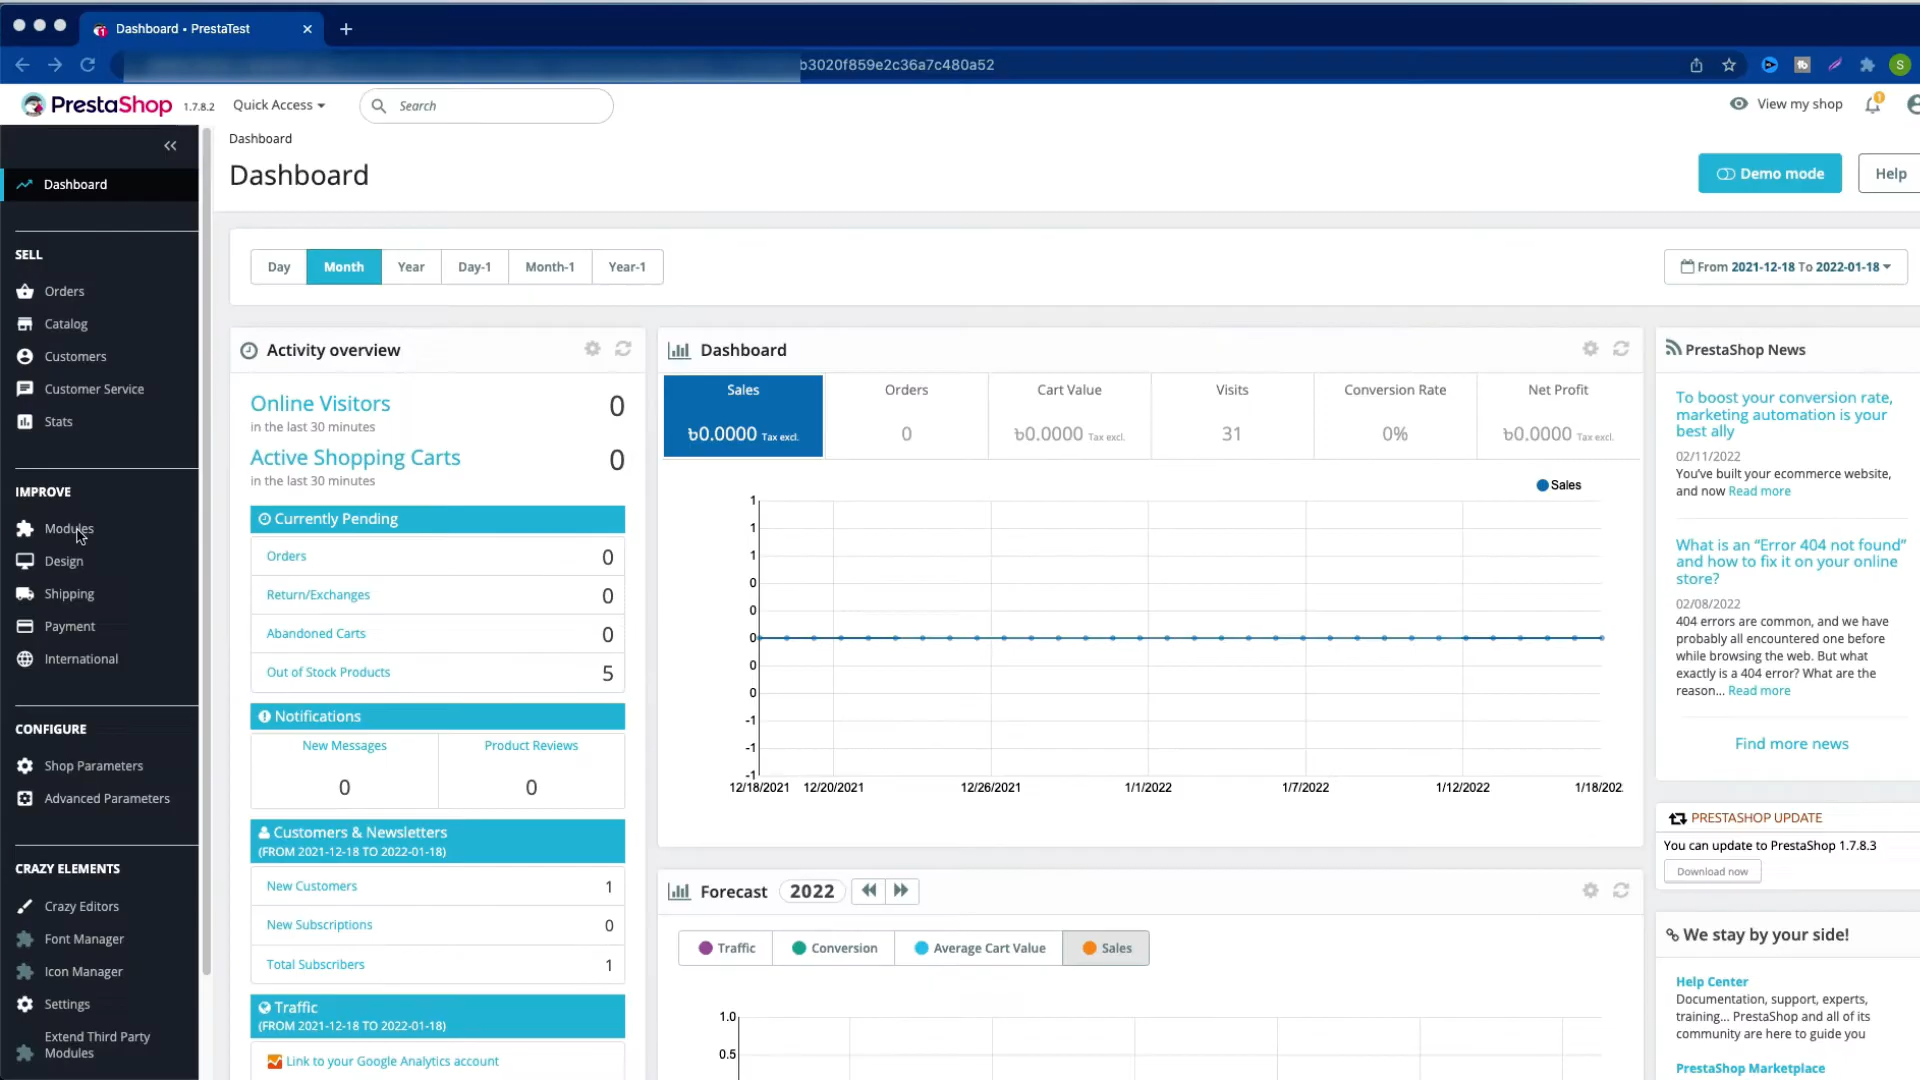 Dashboard • PrestaTest
b3020f859e2c36a7c480a52
S
PrestaShop 1.7.8.2
Quick Access
Search
View my shop
1
Dashboard
Dashboard
Demo mode
Help
Dashboard
SELL
Orders
Catalog
Customers
Customer Service
Stats
IMPROVE
Modules
Design
Shipping
Payment
International
CONFIGURE
Shop Parameters
Advanced Parameters
CRAZY ELEMENTS
Crazy Editors
Font Manager
Icon Manager
Settings
Extend Third Party
Modules
Day Month Year Day-1 Month-1 Year-1
From 2021-12-18 To 2022-01-18
Activity overview
Online Visitors 0
in the last 30 minutes
Active Shopping Carts 0
in the last 30 minutes
Currently Pending
Orders 0
Return/Exchanges 0
Abandoned Carts 0
Out of Stock Products 5
Notifications
New Messages Product Reviews
0 0
Customers & Newsletters
(FROM 2021-12-18 TO 2022-01-18)
New Customers 1
New Subscriptions 0
Total Subscribers 1
Traffic
(FROM 2021-12-18 TO 2022-01-18)
Link to your Google Analytics account
Dashboard
Sales Orders Cart Value Visits Conversion Rate Net Profit
৳0.0000 Tax excl. 0 ৳0.0000 Tax excl. 31 0% ৳0.0000 Tax excl.
Sales
1
1
1
0
0
0
0
0
-1
-1
-1
12/18/2021 12/20/2021 12/26/2021 1/1/2022 1/7/2022 1/12/2022 1/18/202
Forecast 2022
Traffic Conversion Average Cart Value Sales
1.0
0.5
PrestaShop News
To boost your conversion rate,
marketing automation is your
best ally
02/11/2022
You’ve built your ecommerce website,
and now Read more
What is an “Error 404 not found”
and how to fix it on your online
store?
02/08/2022
404 errors are common, and we have
probably all encountered one before
while browsing the web. But what
exactly is a 404 error? What are the
reason... Read more
Find more news
PRESTASHOP UPDATE
You can update to PrestaShop 1.7.8.3
Download now
We stay by your side!
Help Center
Documentation, support, experts,
training... PrestaShop and all of its
community are here to guide you
PrestaShop Marketplace